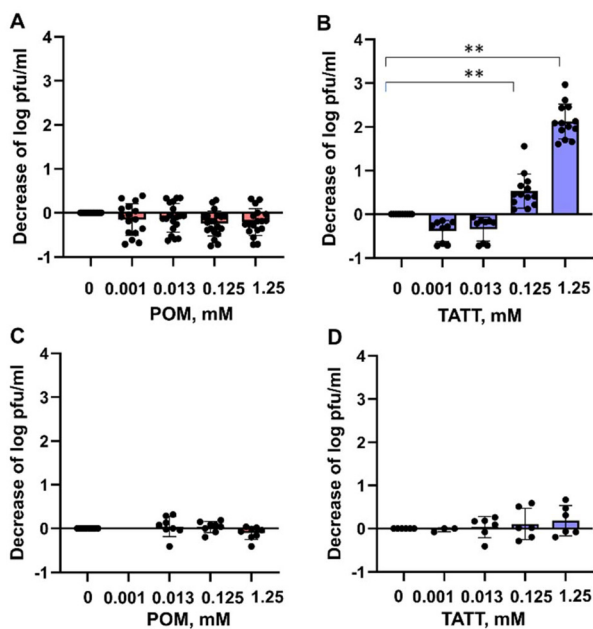 A
Decrease of log pfu/ml
4
3
2
1
0
-1
0 0.001 0.013 0.125 1.25
POM, mM
B
Decrease of log pfu/ml
4
3
2
1
0
-1
**
**
0 0.001 0.013 0.125 1.25
TATT, mM
C
Decrease of log pfu/ml
4
3
2
1
0
-1
0 0.001 0.013 0.125 1.25
POM, mM
D
Decrease of log pfu/ml
4
3
2
1
0
-1
0 0.001 0.013 0.125 1.25
TATT, mM